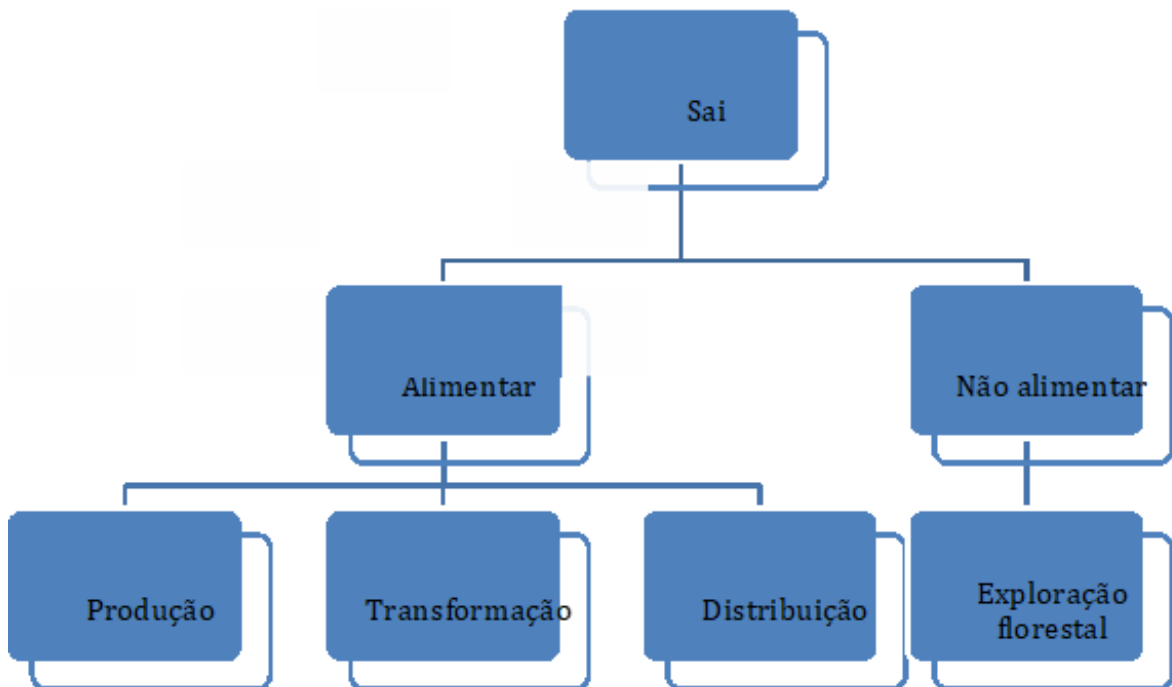 Sai
Alimentar
Não alimentar
Produção
Transformação
Distribuição
Exploração
florestal